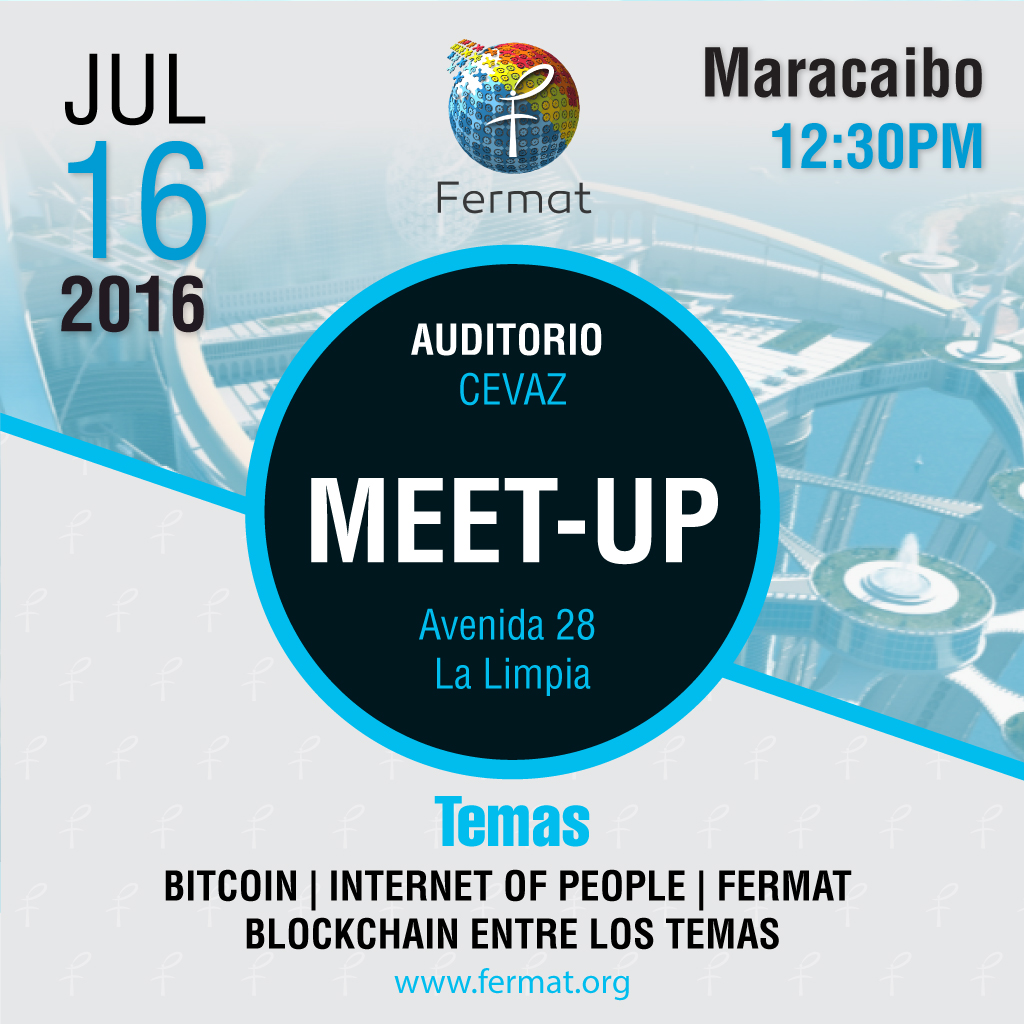 JUL
16
2016
Fermat
Maracaibo
12:30PM
AUDITORIO
CEVAZ
MEET-UP
Avenida 28
La Limpia
Temas
BITCOIN | INTERNET OF PEOPLE | FERMAT
BLOCKCHAIN ENTRE LOS TEMAS
www.fermat.org